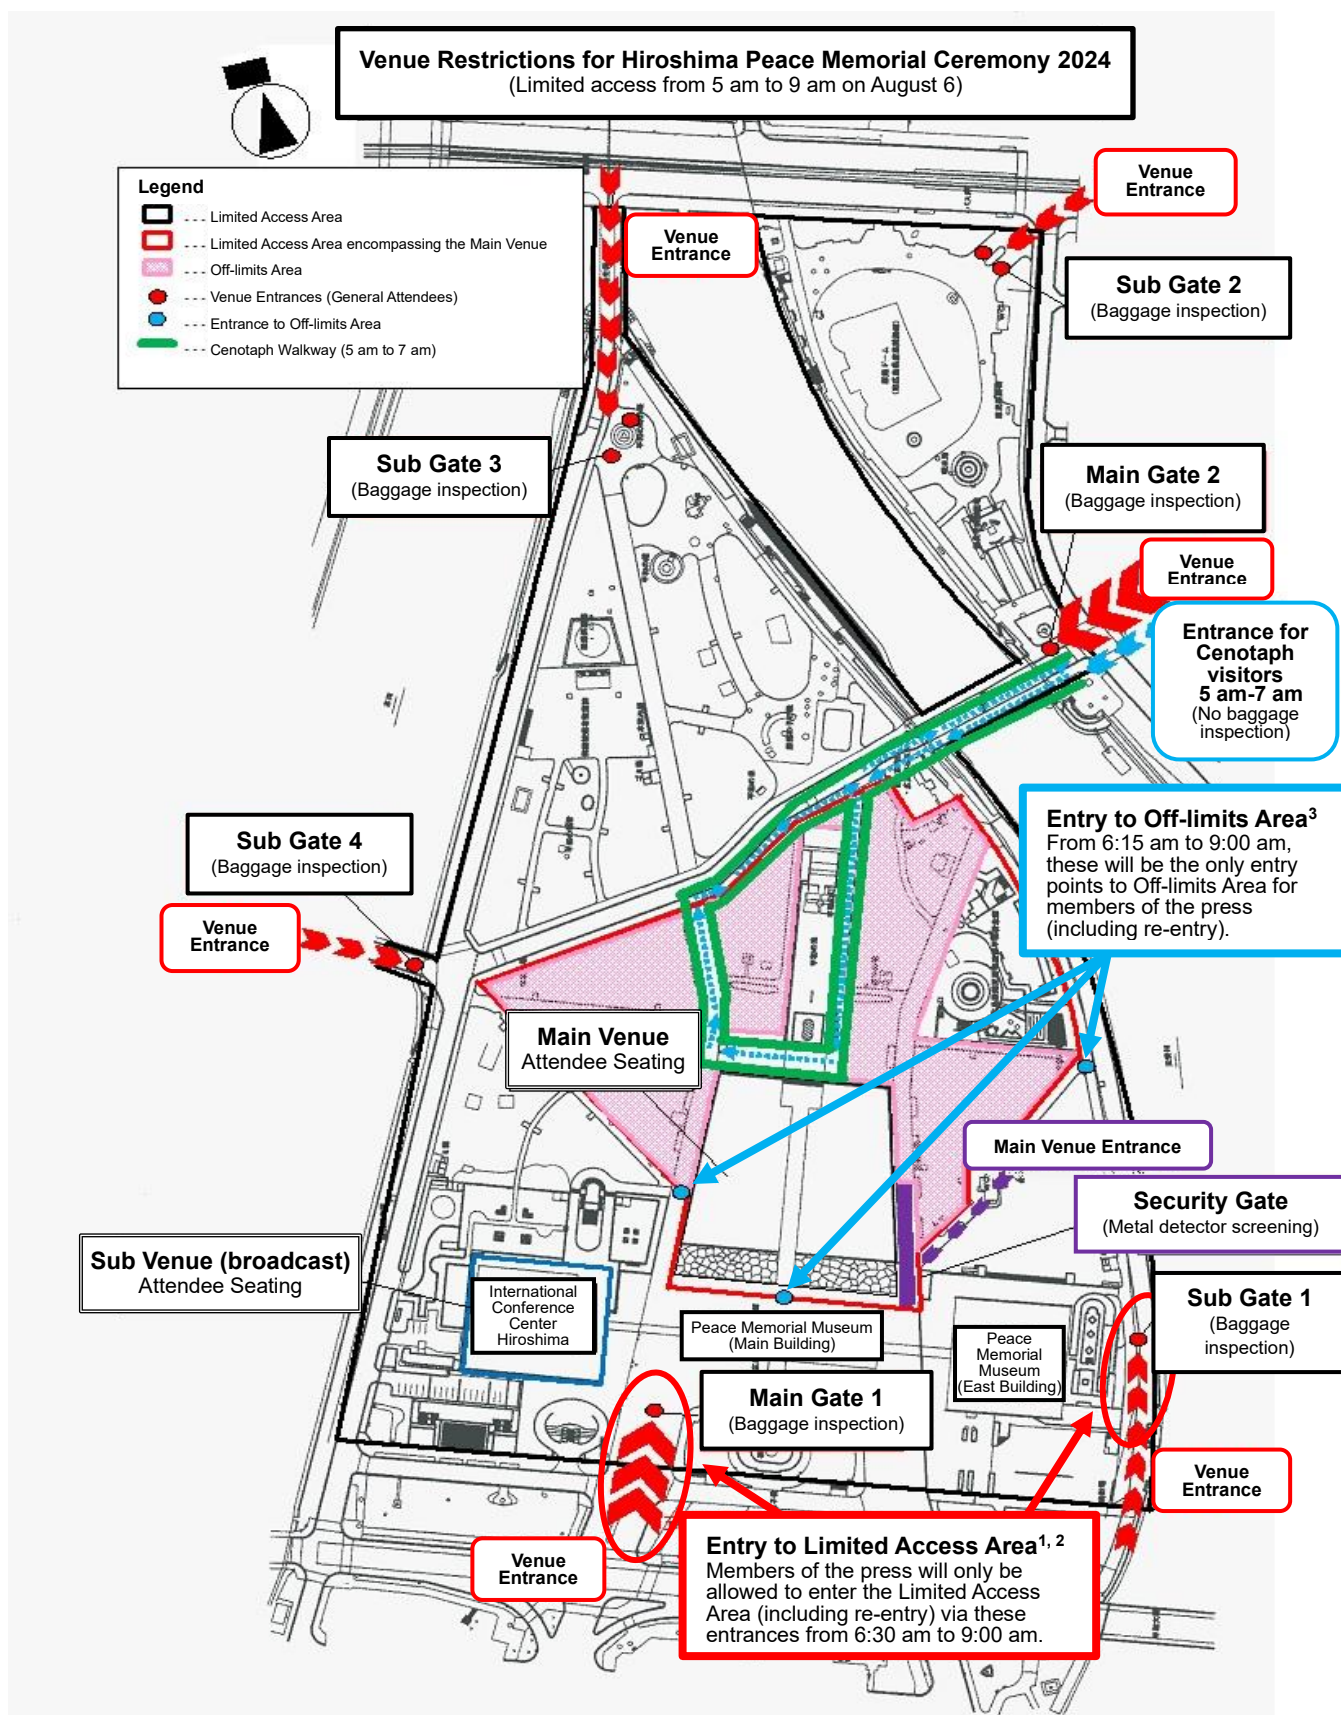 Venue Restrictions for Hiroshima Peace Memorial Ceremony 2024
(Limited access from 5 am to 9 am on August 6)
Legend
Limited Access Area
Limited Access Area encompassing the Main Venue
Off-limits Area
Venue Entrances (General Attendees)
Entrance to Off-limits Area
Cenotaph Walkway (5 am to 7 am)
Venue
Entrance
Venue
Entrance
Sub Gate 2
(Baggage inspection)
Sub Gate 3
(Baggage inspection)
Main Gate 2
(Baggage inspection)
Venue
Entrance
Entrance for
Cenotaph
visitors
5 am-7 am
(No baggage
inspection)
Entry to Off-limits Area3
From 6:15 am to 9:00 am,
these will be the only entry
points to Off-limits Area for
members of the press
(including re-entry).
Sub Gate 4
(Baggage inspection)
Venue
Entrance
Main Venue
Attendee Seating
Main Venue Entrance
Security Gate
(Metal detector screening)
Sub Venue (broadcast)
Attendee Seating
International
Conference
Center
Hiroshima
Peace Memorial Museum
(Main Building)
Peace
Memorial
Museum
(East Building)
Sub Gate 1
(Baggage
inspection)
Main Gate 1
(Baggage inspection)
Venue
Entrance
Venue
Entrance
Entry to Limited Access Area1, 2
Members of the press will only be
allowed to enter the Limited Access
Area (including re-entry) via these
entrances from 6:30 am to 9:00 am.